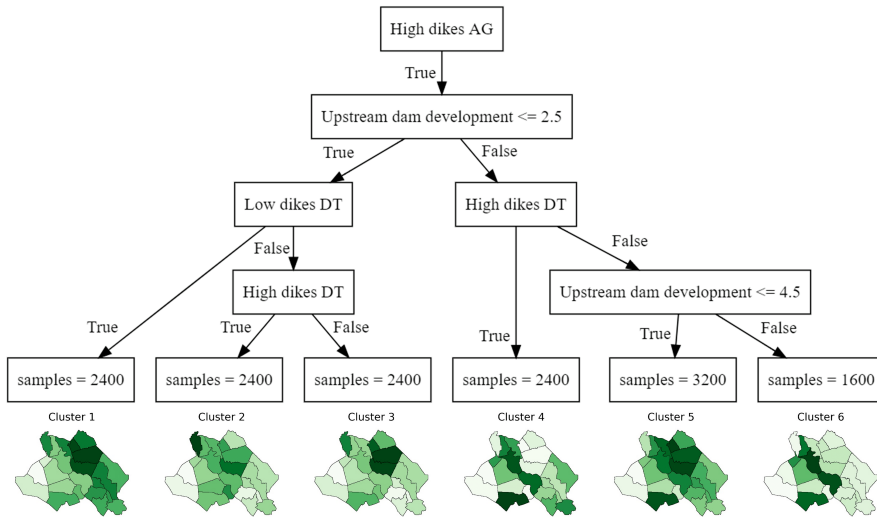 High dikes AG
True
Upstream dam development <= 2.5
True
False
Low dikes DT
High dikes DT
False
False
High dikes DT
Upstream dam development <= 4.5
True
True
False
True
True
False
samples = 2400
samples = 2400
samples = 2400
samples = 2400
samples = 3200
samples = 1600
Cluster 1
Cluster 2
Cluster 3
Cluster 4
Cluster 5
Cluster 6